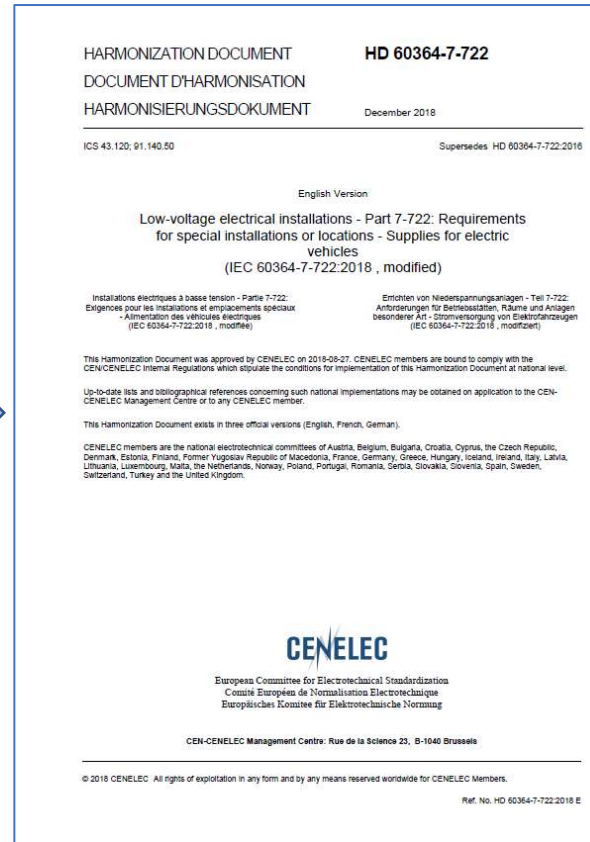 HARMONIZATION DOCUMENT
DOCUMENT D'HARMONISATION
HARMONISIERUNGSDOKUMENT
HD 60364-7-722
December 2018
ICS 43.120; 91.140.50
Supersedes HD 60364-7-722:2016
English Version
Low-voltage electrical installations - Part 7-722: Requirements
for special installations or locations - Supplies for electric
vehicles
(IEC 60364-7-722:2018 , modified)
Installations électriques à basse tension - Partie 7-722:
Exigences pour les installations et emplacements spéciaux
- Alimentation des véhicules électriques
(IEC 60364-7-722:2018 , modifiée)
Errichten von Niederspannungsanlagen - Teil 7-722:
Anforderungen für Betriebsstätten, Räume und Anlagen
besonderer Art - Stromversorgung von Elektrofahrzeugen
(IEC 60364-7-722:2018 , modifiziert)
This Harmonization Document was approved by CENELEC on 2018-08-27. CENELEC members are bound to comply with the
CEN/CENELEC Internal Regulations which stipulate the conditions for implementation of this Harmonization Document at national level.
Up-to-date lists and bibliographical references concerning such national implementations may be obtained on application to the CEN-
CENELEC Management Centre or to any CENELEC member.
This Harmonization Document exists in three official versions (English, French, German).
CENELEC members are the national electrotechnical committees of Austria, Belgium, Bulgaria, Croatia, Cyprus, the Czech Republic,
Denmark, Estonia, Finland, Former Yugoslav Republic of Macedonia, France, Germany, Greece, Hungary, Iceland, Ireland, Italy, Latvia,
Lithuania, Luxembourg, Malta, the Netherlands, Norway, Poland, Portugal, Romania, Serbia, Slovakia, Slovenia, Spain, Sweden,
Switzerland, Turkey and the United Kingdom.
CENELEC
European Committee for Electrotechnical Standardization
Comité Européen de Normalisation Electrotechnique
Europäisches Komitee für Elektrotechnische Normung
CEN-CENELEC Management Centre: Rue de la Science 23, B-1040 Brussels
© 2018 CENELEC All rights of exploitation in any form and by any means reserved worldwide for CENELEC Members.
Ref. No. HD 60364-7-722:2018 E